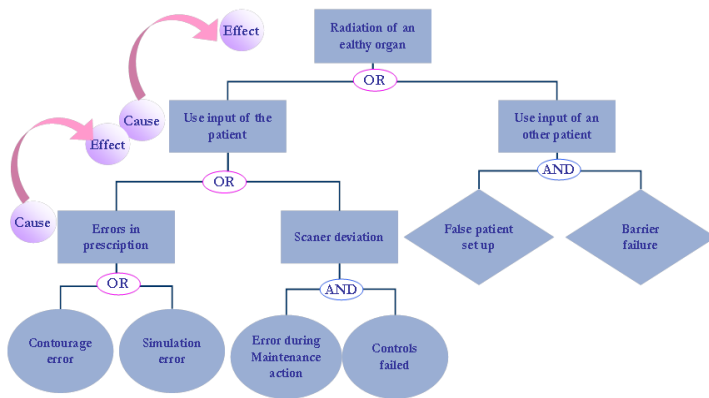 Effect
Radiation of an
ealthy organ
OR
Cause
Use input of the
patient
Use input of an
other patient
Effect
AND
OR
Cause
Errors in
prescription
Scaner deviation
False patient
set up
Barrier
failure
OR
AND
Contourage
error
Simulation
error
Error during
Maintenance
action
Controls
failed